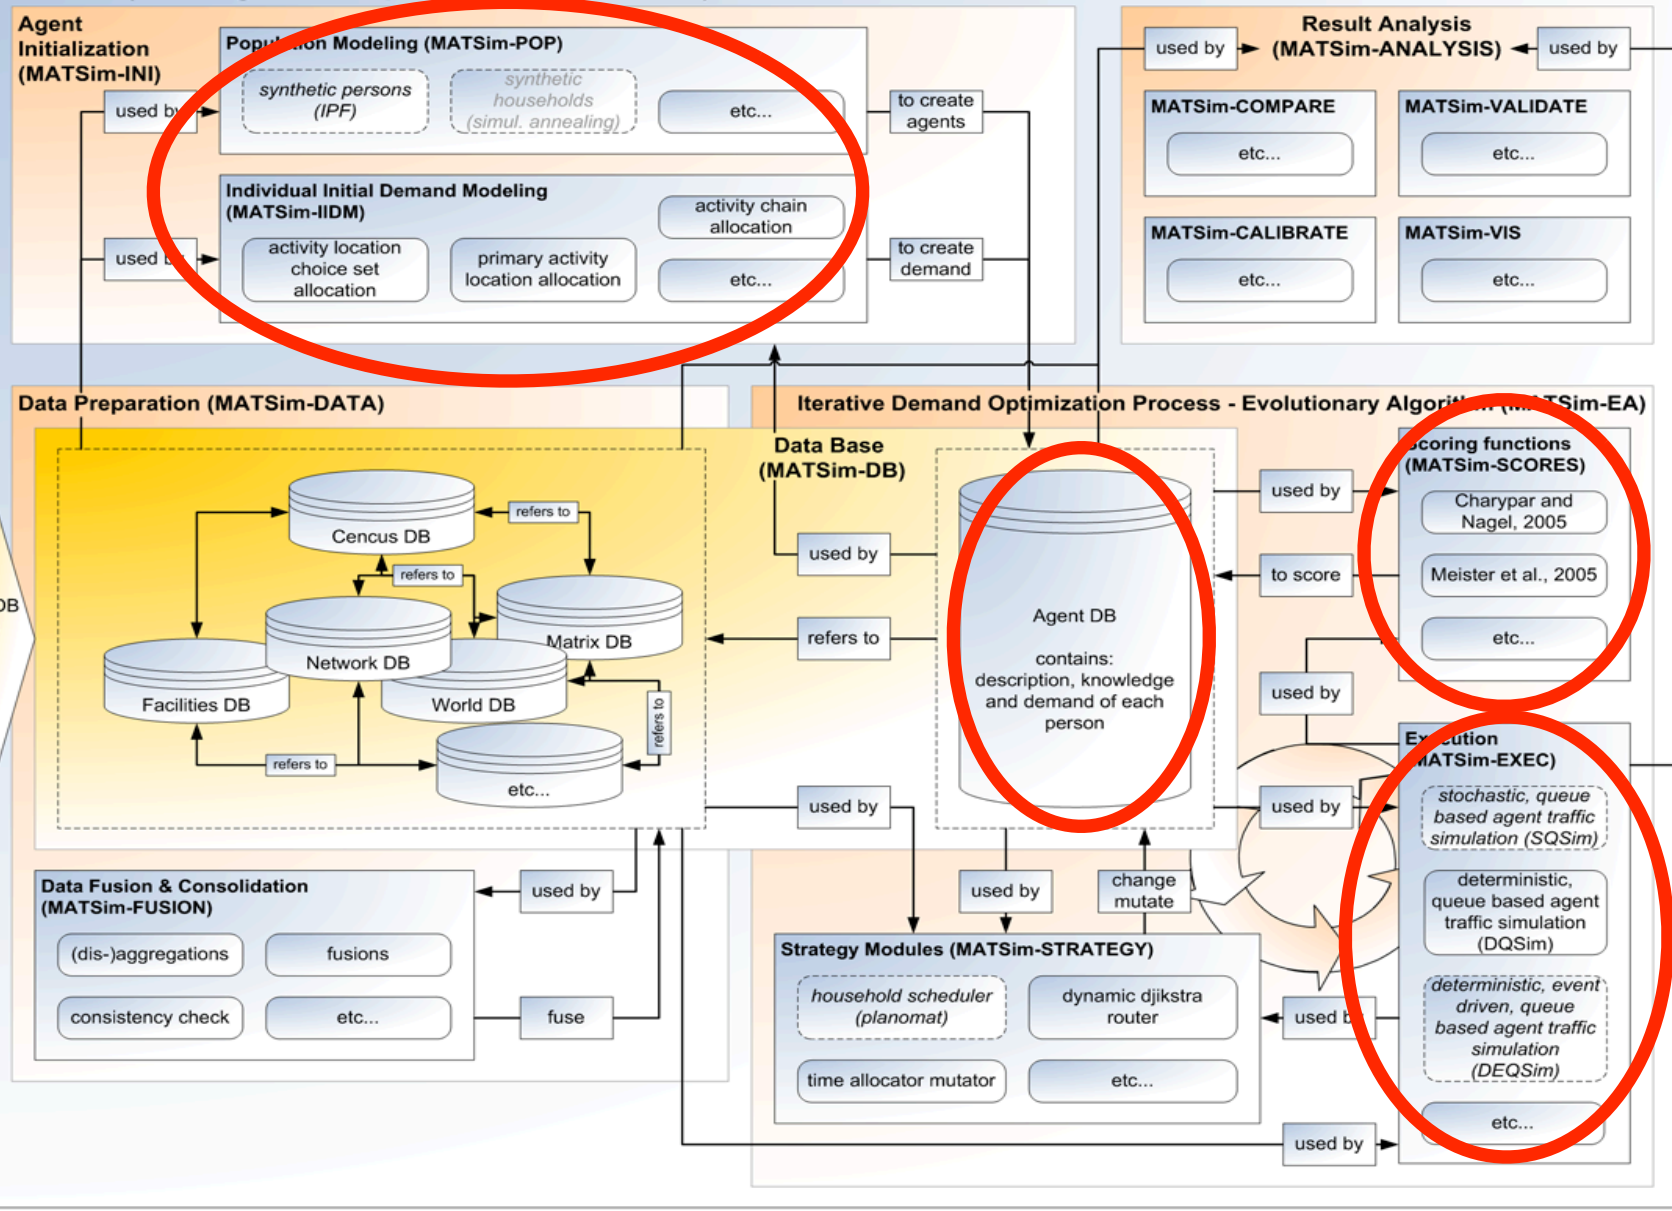 Agent
Initialization
(MATSim-INI)
Population Modeling (MATSim-POP)
synthetic persons
(IPF)
synthetic
households
(simul. annealing)
etc...
used by
to create
agents
Individual Initial Demand Modeling
(MATSim-IIDM)
activity chain
allocation
activity location
choice set
allocation
primary activity
location allocation
etc...
used by
to create
demand
used by
Result Analysis
(MATSim-ANALYSIS)
used by
MATSim-COMPARE
etc...
MATSim-VALIDATE
etc...
MATSim-CALIBRATE
etc...
MATSim-VIS
etc...
Data Preparation (MATSim-DATA)
Data Base
(MATSim-DB)
Cencus DB
refers to
refers to
Matrix DB
Network DB
World DB
Facilities DB
refers to
refers to
etc...
DB
used by
refers to
used by
Data Fusion & Consolidation
(MATSim-FUSION)
(dis-)aggregations
fusions
consistency check
etc...
used by
fuse
Iterative Demand Optimization Process - Evolutionary Algorithm (MATSim-EA)
Agent DB
contains:
description, knowledge
and demand of each
person
used by
to score
used by
used by
Scoring functions
(MATSim-SCORES)
Charypar and
Nagel, 2005
Meister et al., 2005
etc...
Execution
(MATSim-EXEC)
stochastic, queue
based agent traffic
simulation (SQSim)
deterministic,
queue based agent
traffic simulation
(DQSim)
deterministic, event
driven, queue
based agent traffic
simulation
(DEQSim)
etc...
used by
change
mutate
Strategy Modules (MATSim-STRATEGY)
household scheduler
(planomat)
dynamic djikstra
router
time allocator mutator
etc...
used by
used by